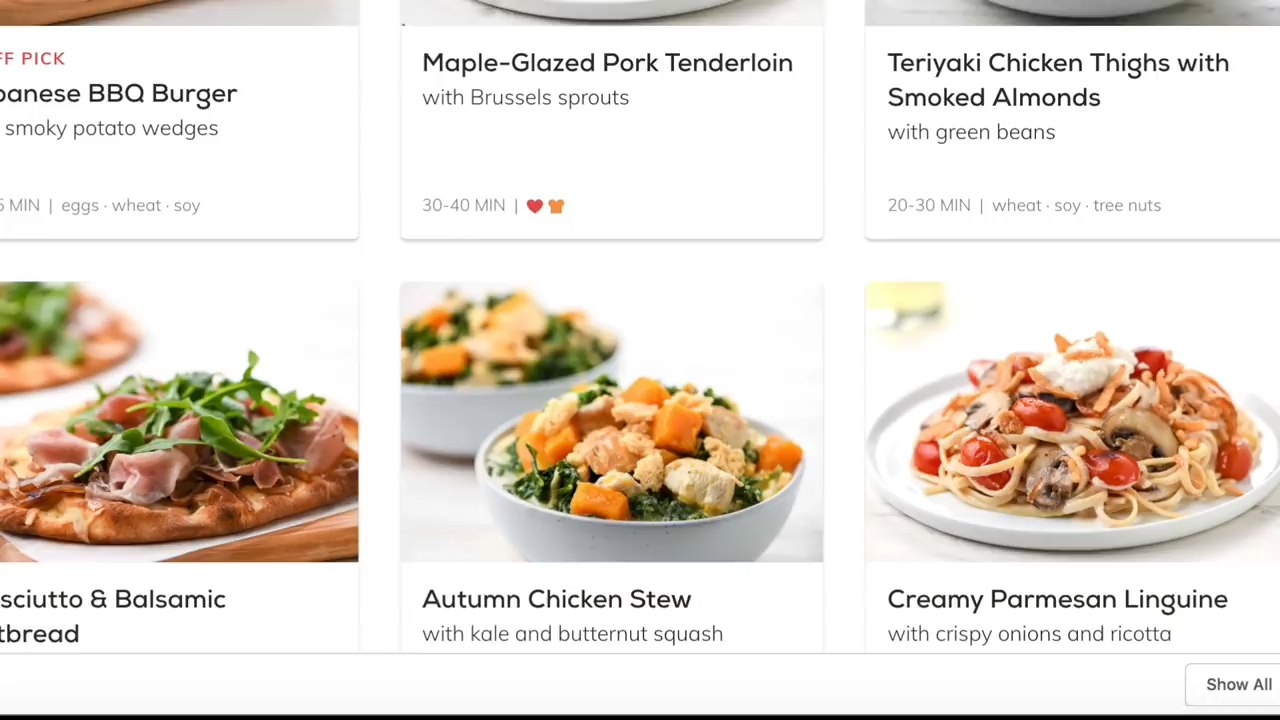 FF PICK
panese BBQ Burger
smoky potato wedges
5 MIN | eggs · wheat · soy
Maple-Glazed Pork Tenderloin
with Brussels sprouts
30-40 MIN |
Teriyaki Chicken Thighs with
Smoked Almonds
with green beans
20-30 MIN | wheat · soy · tree nuts
sciutto & Balsamic
tbread
Autumn Chicken Stew
with kale and butternut squash
Creamy Parmesan Linguine
with crispy onions and ricotta
Show All